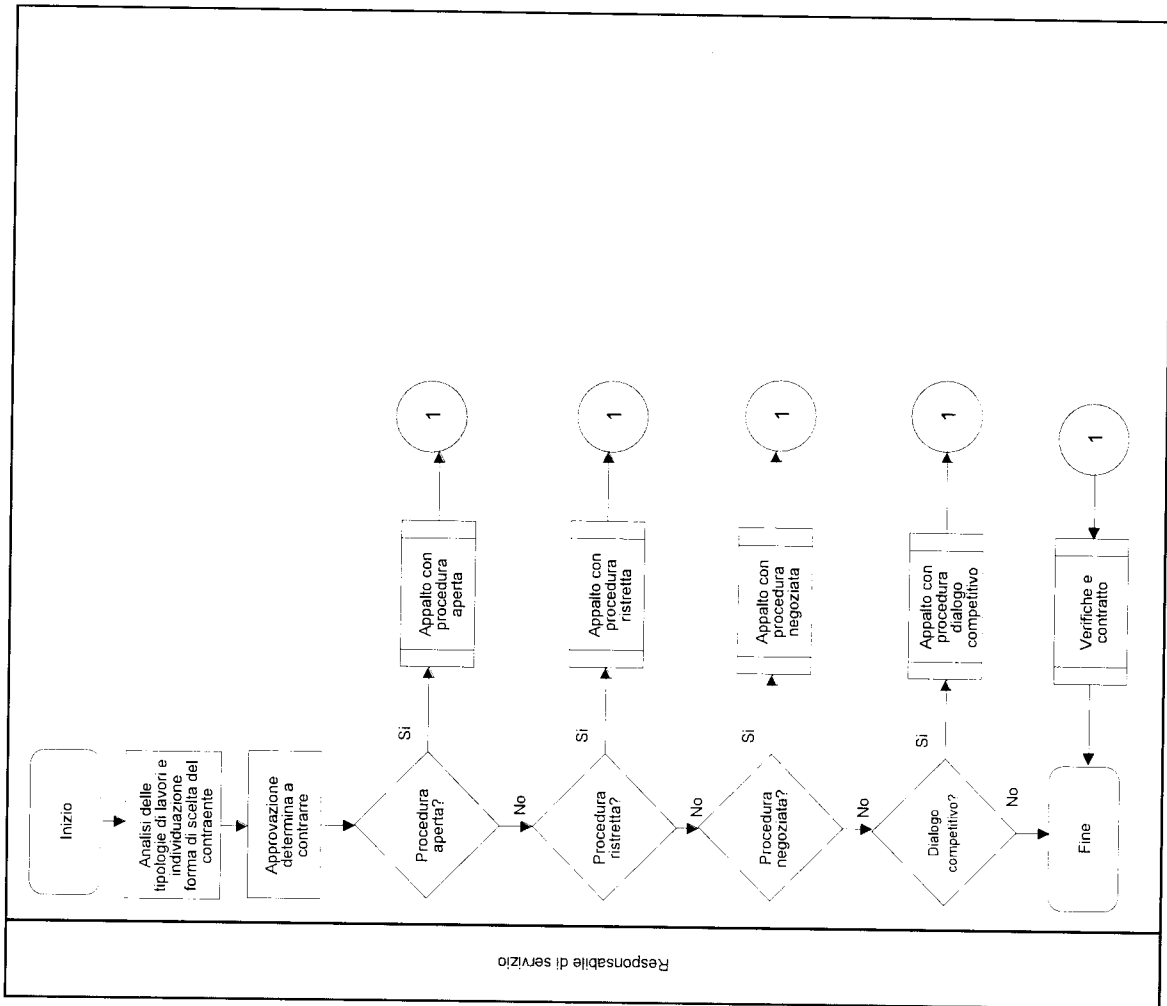 Responsabile di servizio
Inizio
Analisi delle
tipologie di lavori e
individuazione
forma di scelta del
contraente
Approvazione
determina a
contrarre
Procedura
aperta?
Si
No
Appalto con
procedura
aperta
1
Procedura
ristretta?
Si
No
Appalto con
procedura
ristretta
1
Procedura
negoziata?
Si
No
Appalto con
procedura
negoziata
1
Dialogo
competitivo?
Si
No
Appalto con
procedura
dialogo
competitivo
1
Fine
Verifiche e
contratto
1